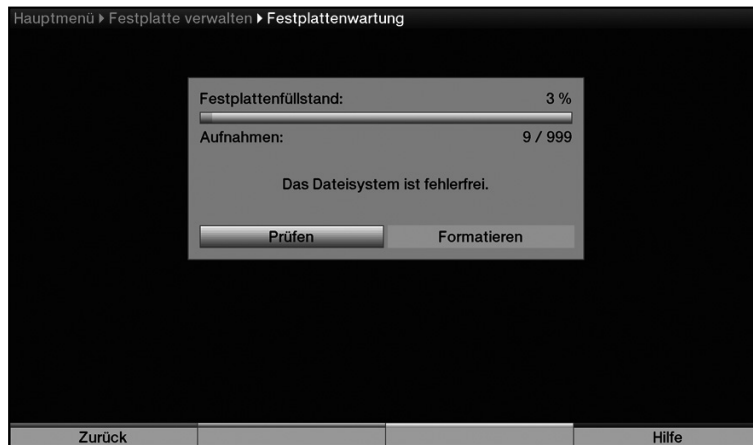 Hauptmenü ▸ Festplatte verwalten ▸ Festplattenwartung
Festplattenfüllstand: 3 %
Aufnahmen: 9 / 999
Das Dateisystem ist fehlerfrei.
Prüfen Formatieren
Zurück Hilfe